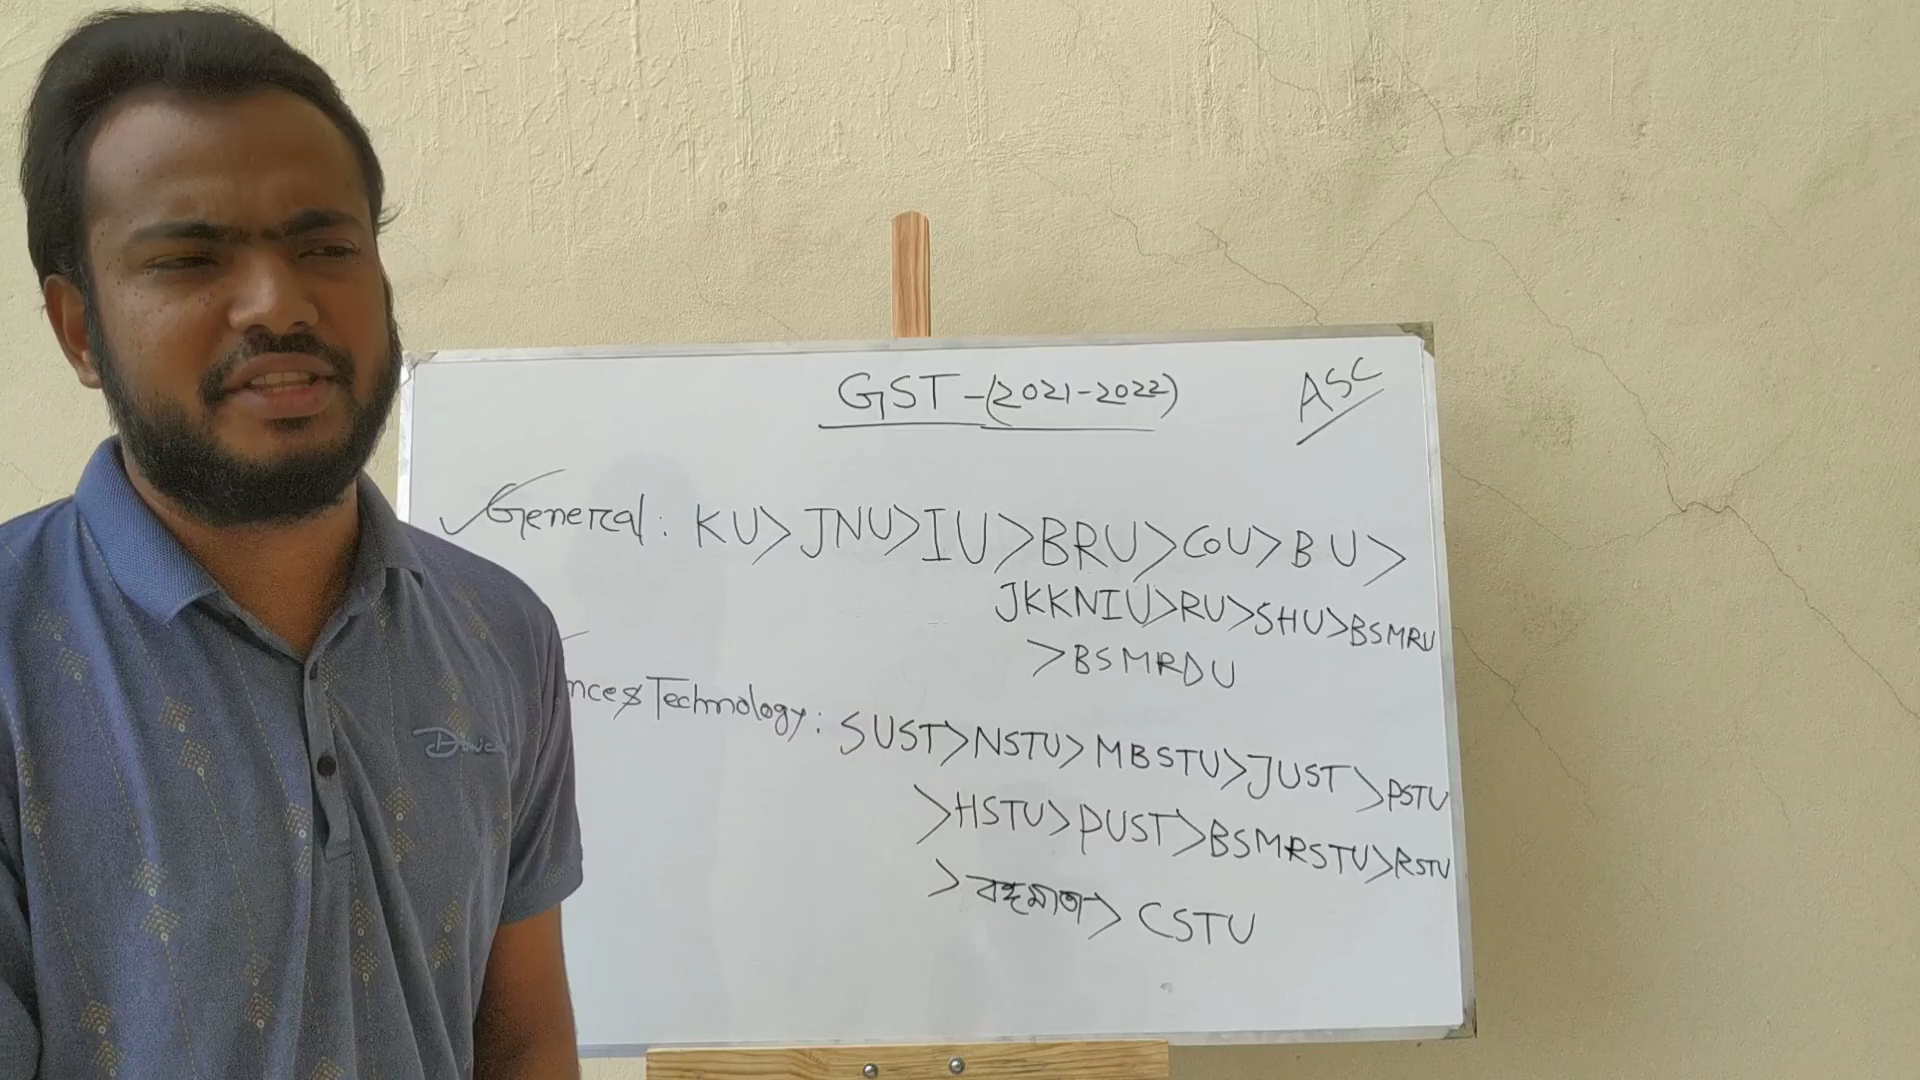 GST-(2021-2022)
ASC
General: KU>JNU>IU>BRU>COU>BU>
JKKNIU>RU>SHU>BSMRU
>BSMRDU
nce & Technology: SUST>NSTU>MBSTU>JUST>PSTU
>HSTU>PUST>BSMRSTU>RSTU
>বঙ্গমাতা> CSTU